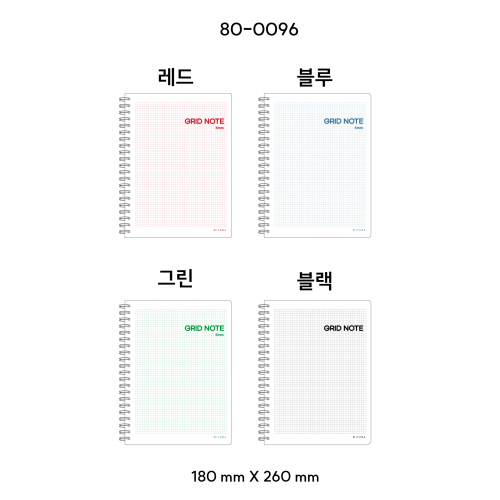 80-0096
레드
블루
GRID NOTE
5mm
GRID NOTE
5mm
그린
블랙
GRID NOTE
5mm
GRID NOTE
180 mm X 260 mm